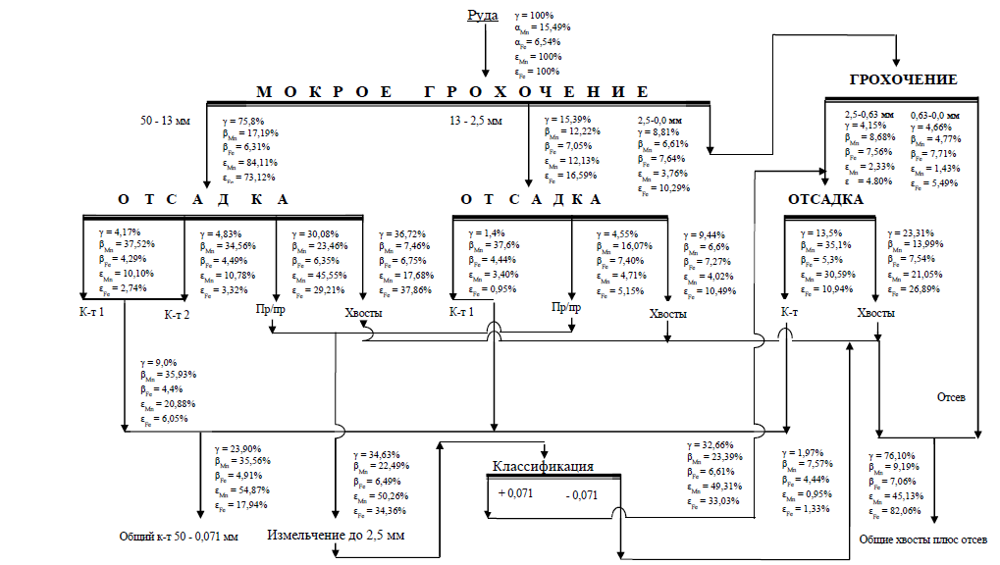 Руда
γ = 100%
αMn = 15,49%
αFe = 6,54%
εMn = 100%
εFe = 100%
М О К Р О Е Г Р О Х О Ч Е Н И Е
ГРОХОЧЕНИЕ
50 - 13 мм
γ = 75,8%
βMn = 17,19%
βFe = 6,31%
εMn = 84,11%
εFe = 73,12%
13 - 2,5 мм
γ = 15,39%
βMn = 12,22%
βFe = 7,05%
εMn = 12,13%
εFe = 16,59%
2,5-0,0 мм
γ = 8,81%
βMn = 6,61%
βFe = 7,64%
εMn = 3,76%
εFe = 10,29%
2,5-0,63 мм
γ = 4,15%
βMn = 8,68%
βFe = 7,56%
εMn = 2,33%
ε = 4.80%
0,63-0,0 мм
γ = 4,66%
βMn = 4,77%
βFe = 7,71%
εMn = 1,43%
εFe = 5,49%
О Т С А Д К А
О Т С А Д К А
ОТСАДКА
γ = 4,17%
βMn = 37,52%
βFe = 4,29%
εMn = 10,10%
εFe = 2,74%
γ = 4,83%
βMn = 34,56%
βFe = 4,49%
εMn = 10,78%
εFe = 3,32%
γ = 30,08%
βMn = 23,46%
βFe = 6,35%
εMn = 45,55%
εFe = 29,21%
γ = 36,72%
βMn = 7,46%
βFe = 6,75%
εMn = 17,68%
εFe = 37,86%
γ = 1,4%
βMn = 37,6%
βFe = 4,44%
εMn = 3,40%
εFe = 0,95%
γ = 4,55%
βMn = 16,07%
βFe = 7,40%
εMn = 4,71%
εFe = 5,15%
γ = 9,44%
βMn = 6,6%
βFe = 7,27%
εMn = 4,02%
εFe = 10,49%
γ = 13,5%
βMn = 35,1%
βFe = 5,3%
εMn = 30,59%
εFe = 10,94%
γ = 23,31%
βMn = 13,99%
βFe = 7,54%
εMn = 21,05%
εFe = 26,89%
К-т 1
К-т 2
Пр/пр
Хвосты
К-т 1
Пр/пр
Хвосты
К-т
Хвосты
γ = 9,0%
βMn = 35,93%
βFe = 4,4%
εMn = 20,88%
εFe = 6,05%
Отсев
γ = 23,90%
βMn = 35,56%
βFe = 4,91%
εMn = 54,87%
εFe = 17,94%
γ = 34,63%
βMn = 22,49%
βFe = 6,49%
εMn = 50,26%
εFe = 34,36%
Классификация
+ 0,071
- 0,071
γ = 32,66%
βMn = 23,39%
βFe = 6,61%
εMn = 49,31%
εFe = 33,03%
γ = 1,97%
βMn = 7,57%
βFe = 4,44%
εMn = 0,95%
εFe = 1,33%
γ = 76,10%
βMn = 9,19%
βFe = 7,06%
εMn = 45,13%
εFe = 82,06%
Общий к-т 50 - 0,071 мм
Измельчение до 2,5 мм
Общие хвосты плюс отсев